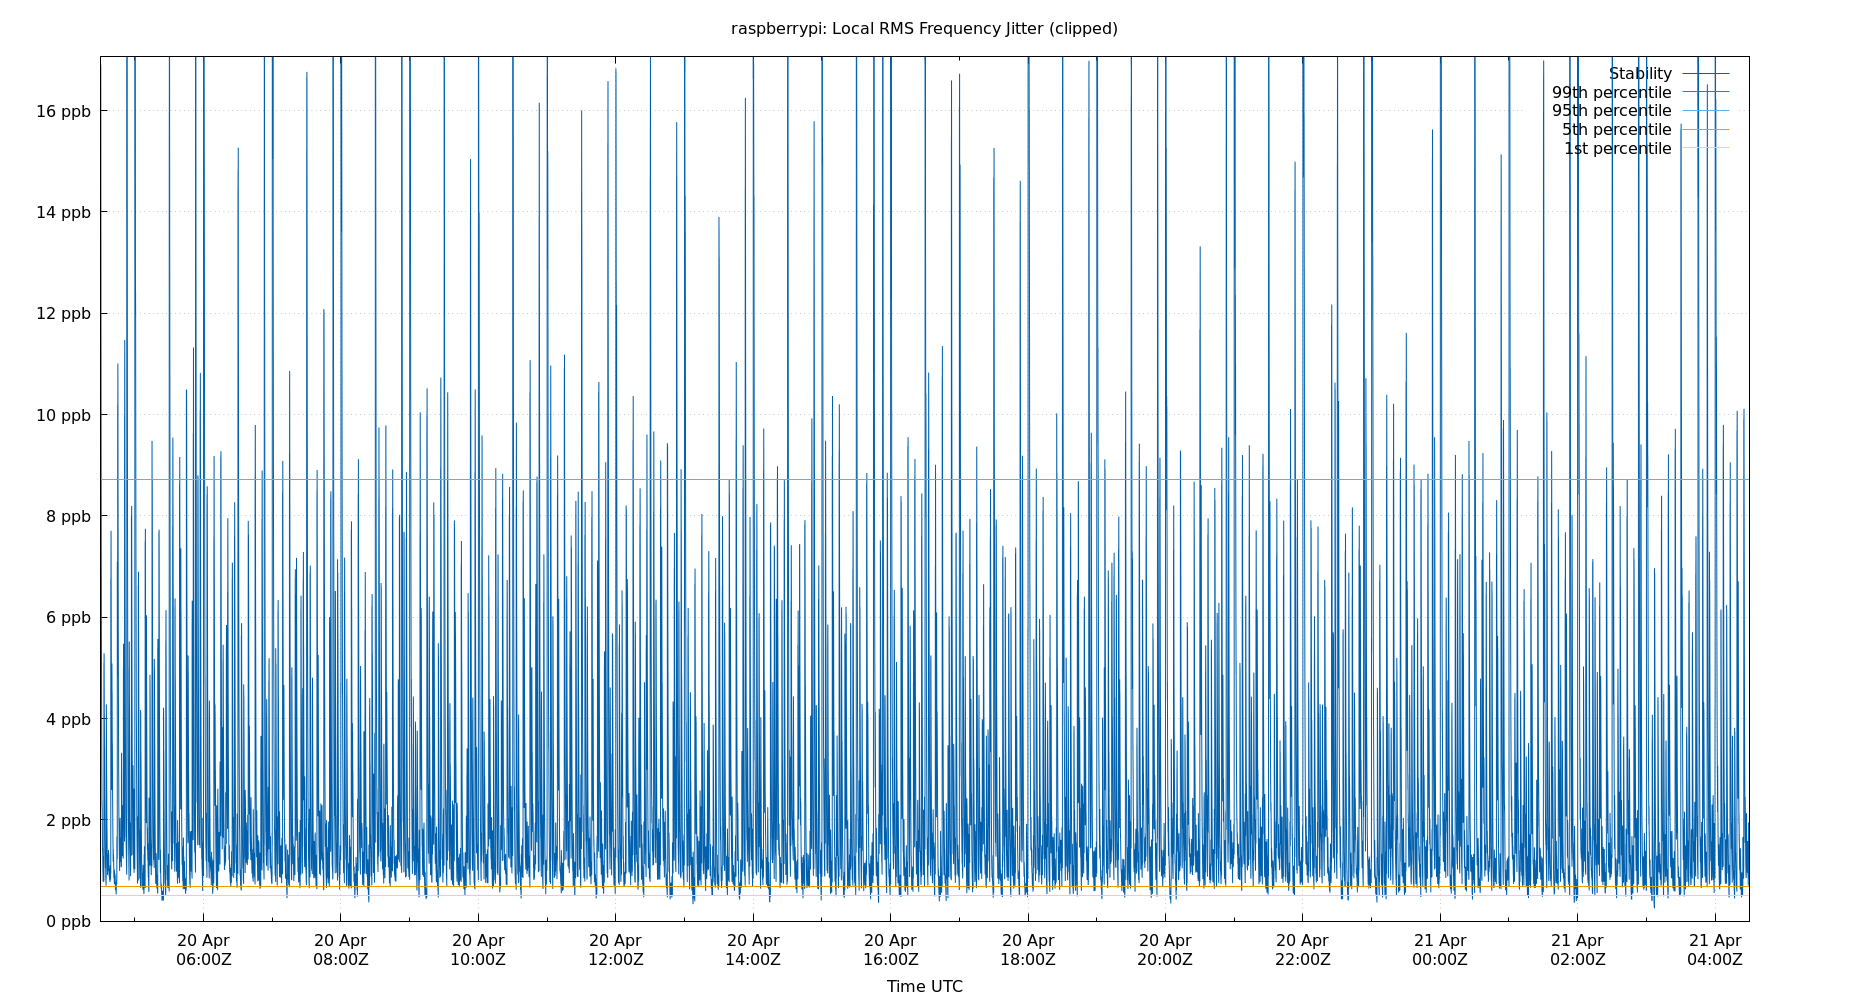 raspberrypi: Local RMS Frequency Jitter (clipped)
Stability
99th percentile
95th percentile
5th percentile
1st percentile
16 ppb
14 ppb
12 ppb
10 ppb
8 ppb
6 ppb
4 ppb
2 ppb
0 ppb
20 Apr 20 Apr 20 Apr 20 Apr 20 Apr 20 Apr 20 Apr 20 Apr 20 Apr 21 Apr 21 Apr 21 Apr
06:00Z 08:00Z 10:00Z 12:00Z 14:00Z 16:00Z 18:00Z 20:00Z 22:00Z 00:00Z 02:00Z 04:00Z
Time UTC